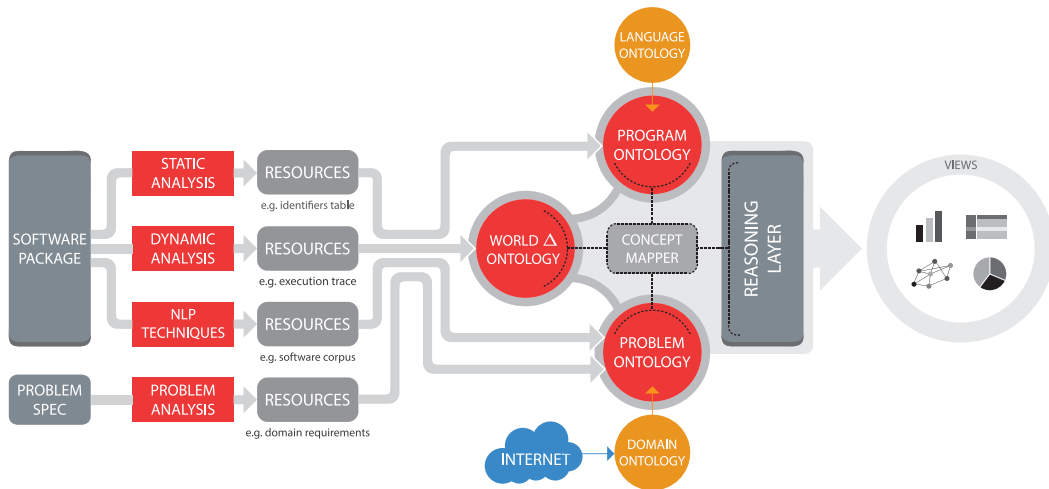 LANGUAGE
ONTOLOGY
PROGRAM
ONTOLOGY
SOFTWARE
PACKAGE
STATIC
ANALYSIS
RESOURCES
e.g. identifiers table
DYNAMIC
ANALYSIS
RESOURCES
e.g. execution trace
NLP
TECHNIQUES
RESOURCES
e.g. software corpus
PROBLEM
SPEC
PROBLEM
ANALYSIS
RESOURCES
e.g. domain requirements
WORLD Δ
ONTOLOGY
CONCEPT
MAPPER
PROBLEM
ONTOLOGY
INTERNET
DOMAIN
ONTOLOGY
REASONING
LAYER
VIEWS